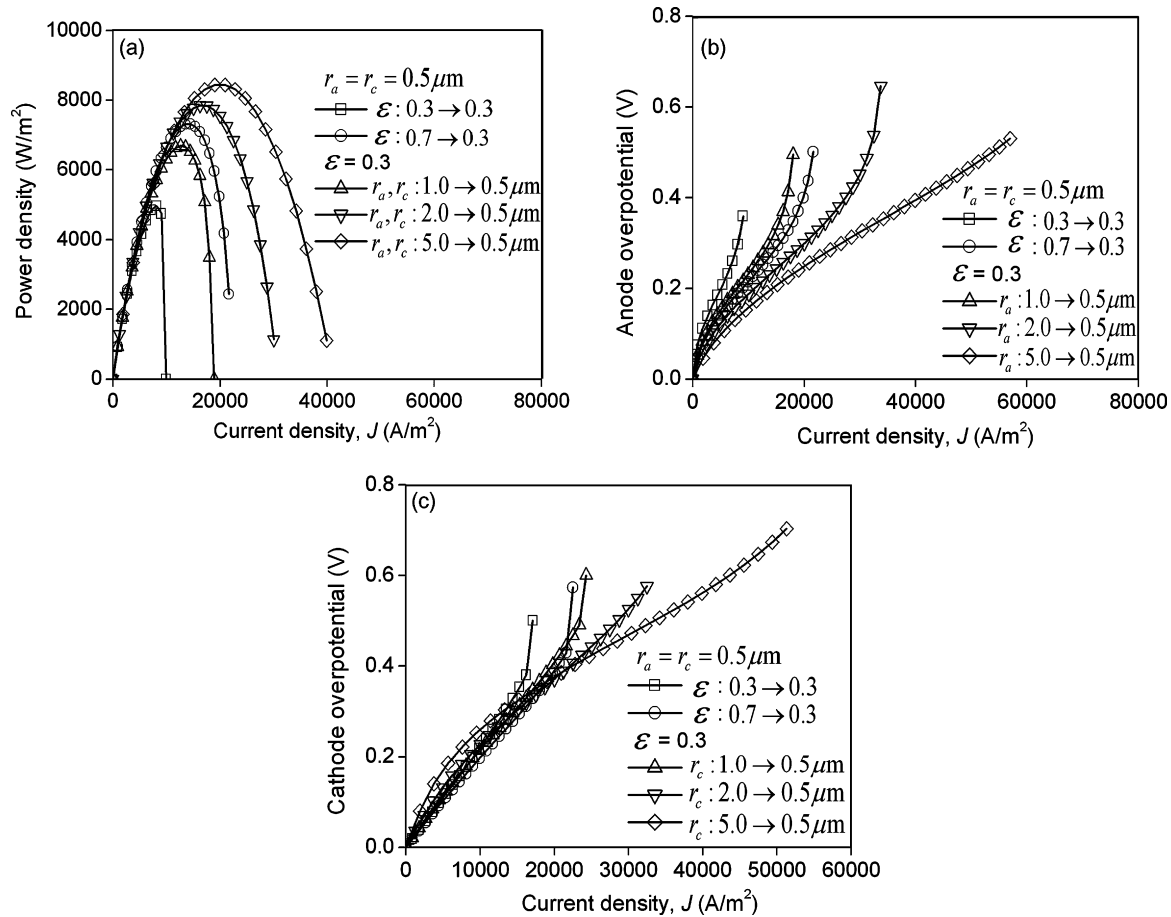 (a)
10000
8000
6000
4000
2000
0
Power density (W/m²)
0
20000
40000
60000
80000
Current density, J (A/m²)
r_a = r_c = 0.5μm
ε : 0.3 → 0.3
ε : 0.7 → 0.3
ε = 0.3
r_a, r_c : 1.0 → 0.5μm
r_a, r_c : 2.0 → 0.5μm
r_a, r_c : 5.0 → 0.5μm
(b)
0.8
0.6
0.4
0.2
0.0
Anode overpotential (V)
0
20000
40000
60000
80000
Current density, J (A/m²)
r_a = r_c = 0.5μm
ε : 0.3 → 0.3
ε : 0.7 → 0.3
ε = 0.3
r_a : 1.0 → 0.5μm
r_a : 2.0 → 0.5μm
r_a : 5.0 → 0.5μm
(c)
0.8
0.6
0.4
0.2
0.0
Cathode overpotential (V)
0
10000
20000
30000
40000
50000
60000
Current density, J (A/m²)
r_a = r_c = 0.5μm
ε : 0.3 → 0.3
ε : 0.7 → 0.3
ε = 0.3
r_c : 1.0 → 0.5μm
r_c : 2.0 → 0.5μm
r_c : 5.0 → 0.5μm